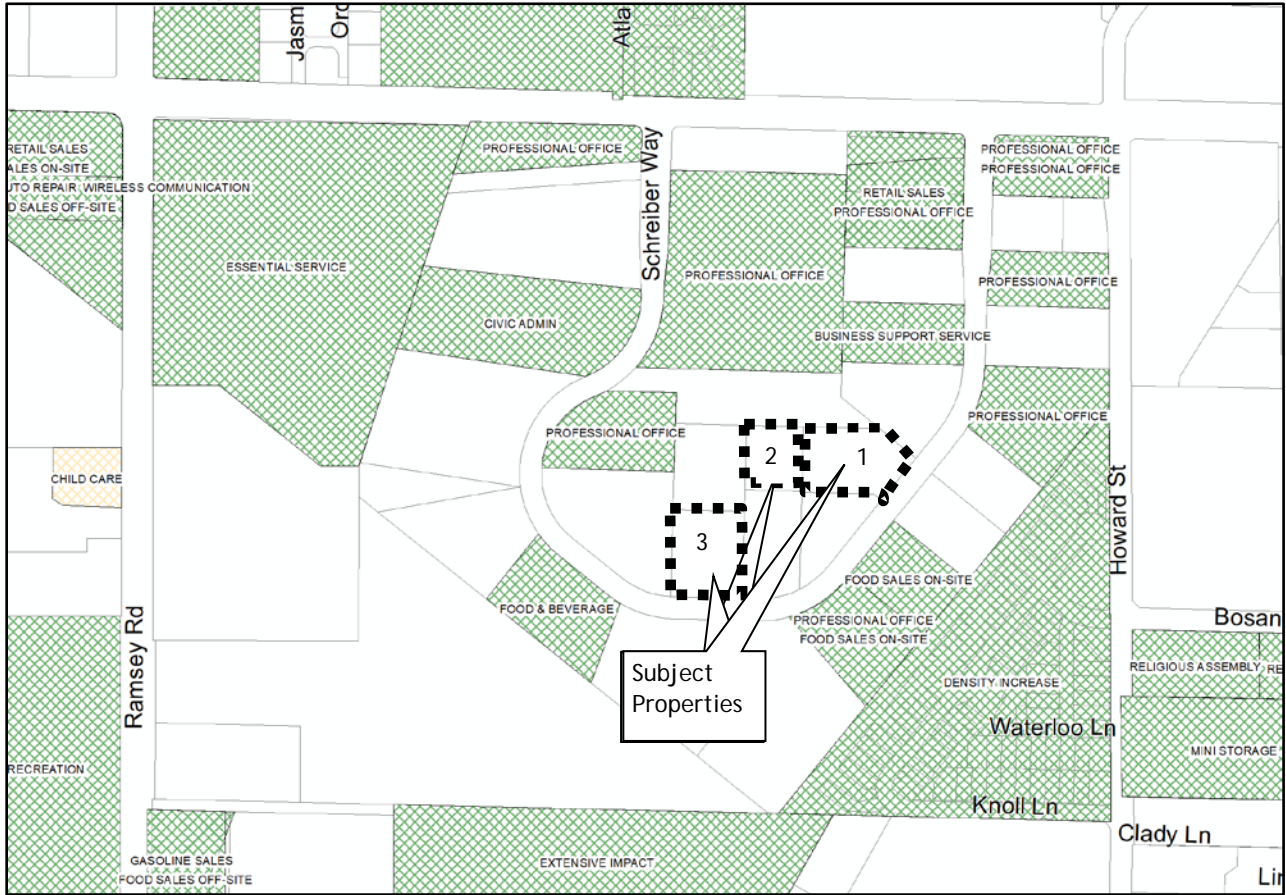 Jasm
Orc
Atla
RETAIL SALES
ALES ON-SITE
UTO REPAIR WIRELESS COMMUNICATION
D SALES OFF-SITE
ESSENTIAL SERVICE
PROFESSIONAL OFFICE
Schreiber Way
CIVIC ADMIN
PROFESSIONAL OFFICE
RETAIL SALES
PROFESSIONAL OFFICE
PROFESSIONAL OFFICE
PROFESSIONAL OFFICE
PROFESSIONAL OFFICE
BUSINESS SUPPORT SERVICE
PROFESSIONAL OFFICE
PROFESSIONAL OFFICE
2
1
3
CHILD CARE
Howard St
FOOD & BEVERAGE
FOOD SALES ON-SITE
PROFESSIONAL OFFICE
FOOD SALES ON-SITE
DENSITY INCREASE
Ramsey Rd
Subject
Properties
Bosan
RELIGIOUS ASSEMBLY RE
Waterloo Ln
MINI STORAGE
RECREATION
Knoll Ln
Clady Ln
GASOLINE SALES
FOOD SALES OFF-SITE
EXTENSIVE IMPACT
Lin